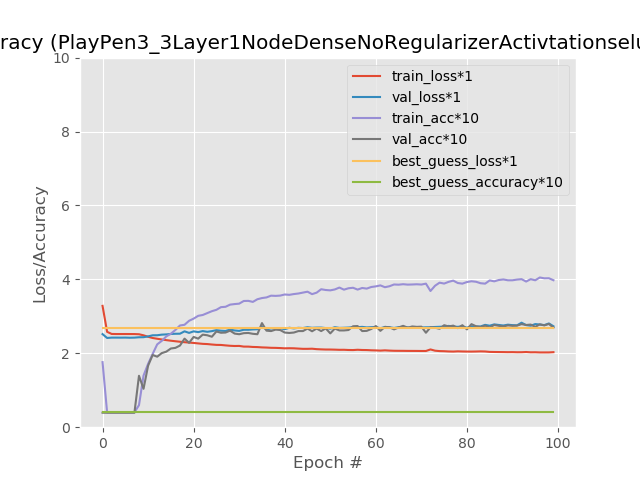 racy (PlayPen3_3Layer1NodeDenseNoRegularizerActivtationselu
10
8
6
4
2
0
0
20
40
60
80
100
Loss/Accuracy
Epoch #
train_loss*1
val_loss*1
train_acc*10
val_acc*10
best_guess_loss*1
best_guess_accuracy*10